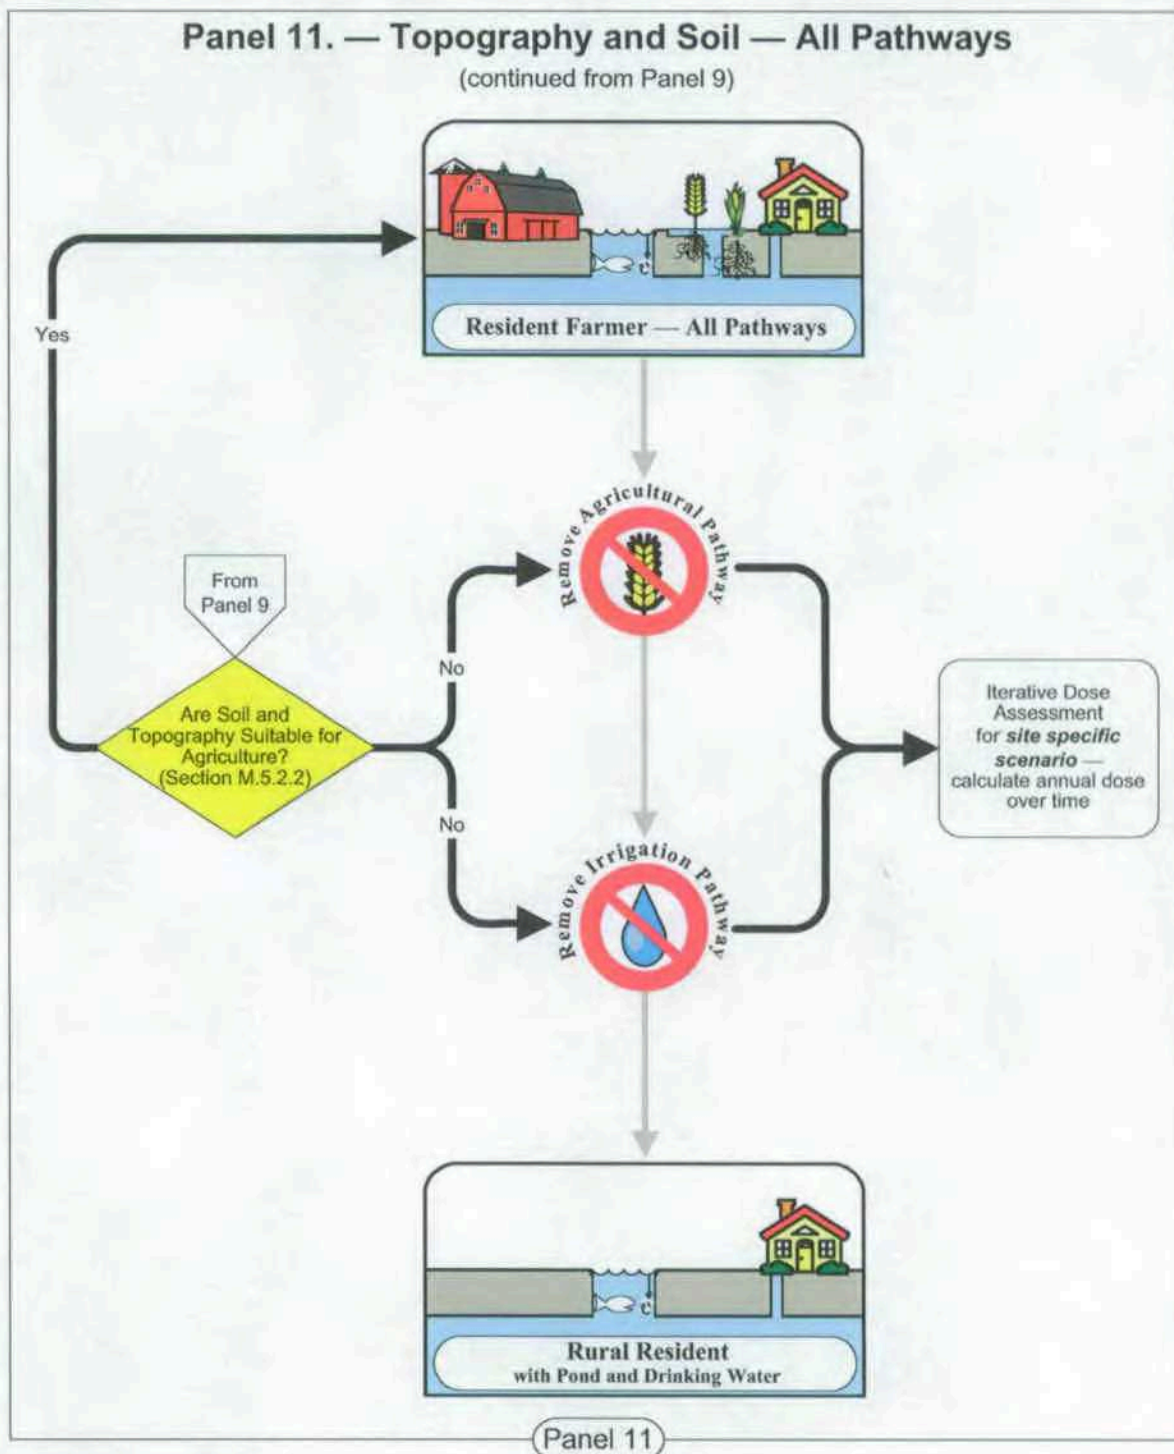 Panel 11. — Topography and Soil — All Pathways
(continued from Panel 9)
Resident Farmer — All Pathways
Yes
Remove Agricultural Pathway
From
Panel 9
No
Are Soil and
Topography Suitable for
Agriculture?
(Section M.5.2.2)
Iterative Dose
Assessment
for site specific
scenario —
calculate annual dose
over time
No
Remove Irrigation Pathway
Rural Resident
with Pond and Drinking Water
Panel 11